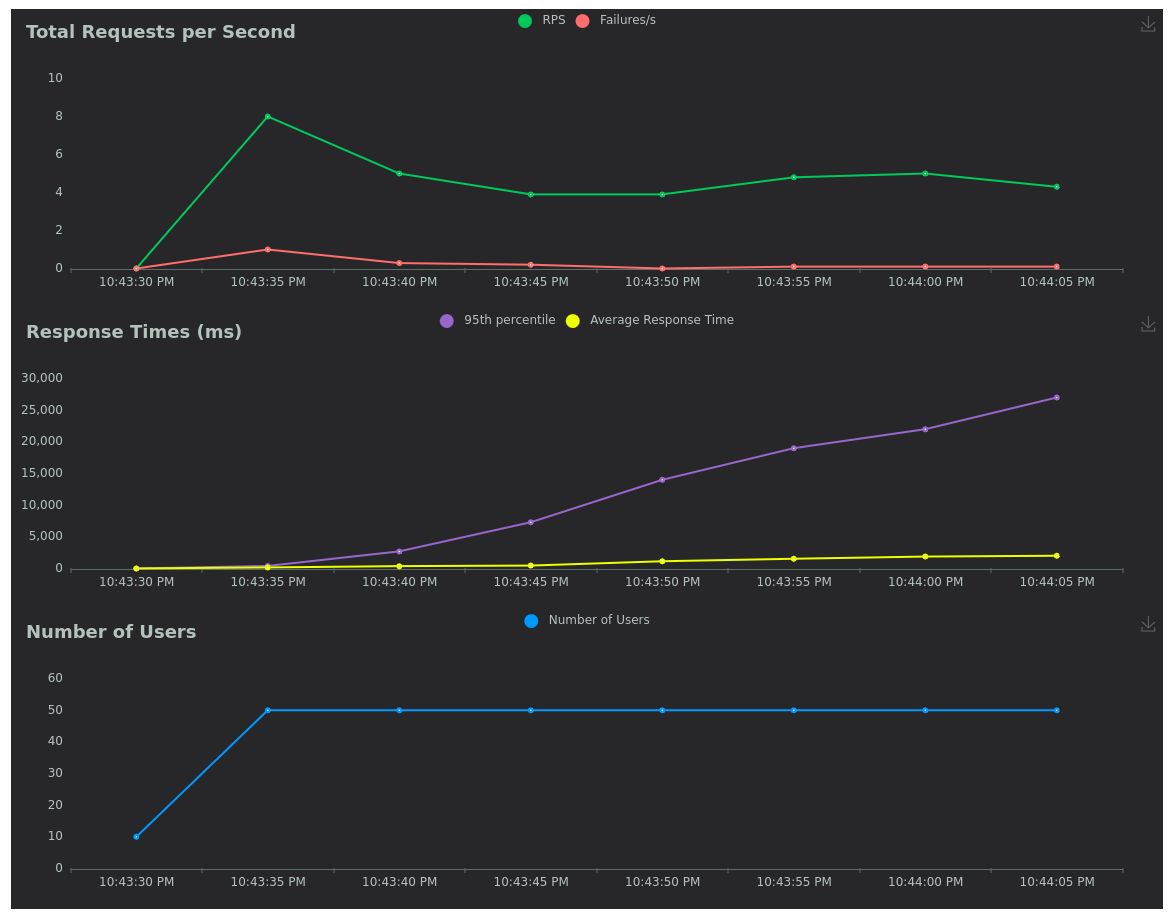 RPS Failures/s
Total Requests per Second
10
8
6
4
2
0
10:43:30 PM 10:43:35 PM 10:43:40 PM 10:43:45 PM 10:43:50 PM 10:43:55 PM 10:44:00 PM 10:44:05 PM
95th percentile Average Response Time
Response Times (ms)
30,000
25,000
20,000
15,000
10,000
5,000
0
10:43:30 PM 10:43:35 PM 10:43:40 PM 10:43:45 PM 10:43:50 PM 10:43:55 PM 10:44:00 PM 10:44:05 PM
Number of Users
Number of Users
60
50
40
30
20
10
0
10:43:30 PM 10:43:35 PM 10:43:40 PM 10:43:45 PM 10:43:50 PM 10:43:55 PM 10:44:00 PM 10:44:05 PM